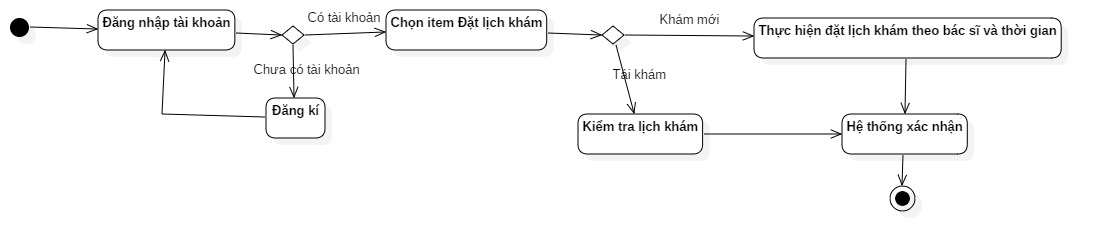 Đăng nhập tài khoản
Có tài khoản
Chọn item Đặt lịch khám
Khám mới
Thực hiện đặt lịch khám theo bác sĩ và thời gian
Chưa có tài khoản
Tái khám
Đăng kí
Kiểm tra lịch khám
Hệ thống xác nhận